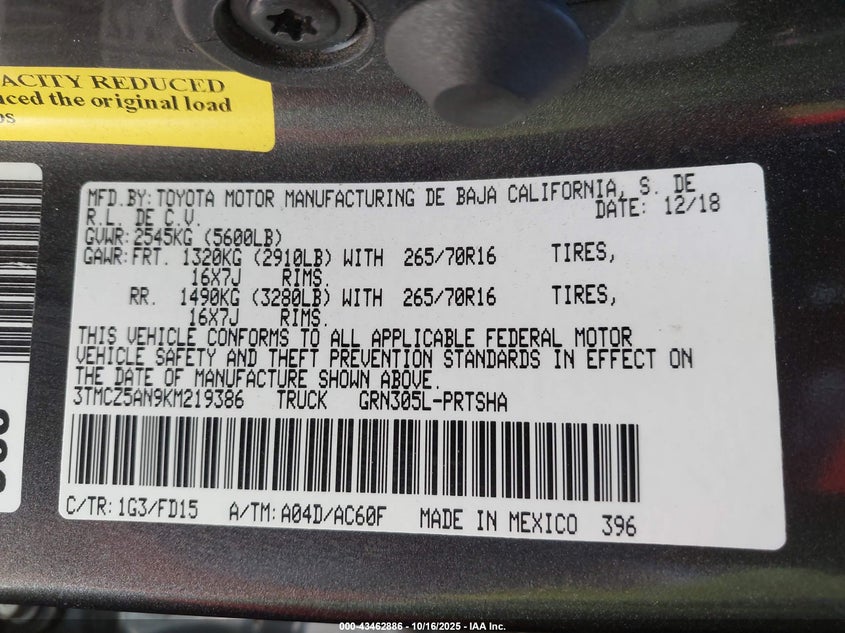 ACITY REDUCED
the original load
MFD.BY: TOYOTA MOTOR MANUFACTURING DE BAJA CALIFORNIA, S. DE
R.L. DE C.V. DATE: 12/18
GVWR: 2545KG (5600LB)
GAWR: FRT. 1320KG (2910LB) WITH 265/70R16 TIRES,
16X7J RIMS.
RR. 1490KG (3280LB) WITH 265/70R16 TIRES,
16X7J RIMS.
THIS VEHICLE CONFORMS TO ALL APPLICABLE FEDERAL MOTOR
VEHICLE SAFETY AND THEFT PREVENTION STANDARDS IN EFFECT ON
THE DATE OF MANUFACTURE SHOWN ABOVE.
3TMCZ5AN9KM219386 TRUCK GRN305L-PRTSHA
C/TR: 1G3/FD15 A/TM: A04D/AC60F MADE IN MEXICO 396
000-43462886 - 10/16/2025 - IAA Inc.